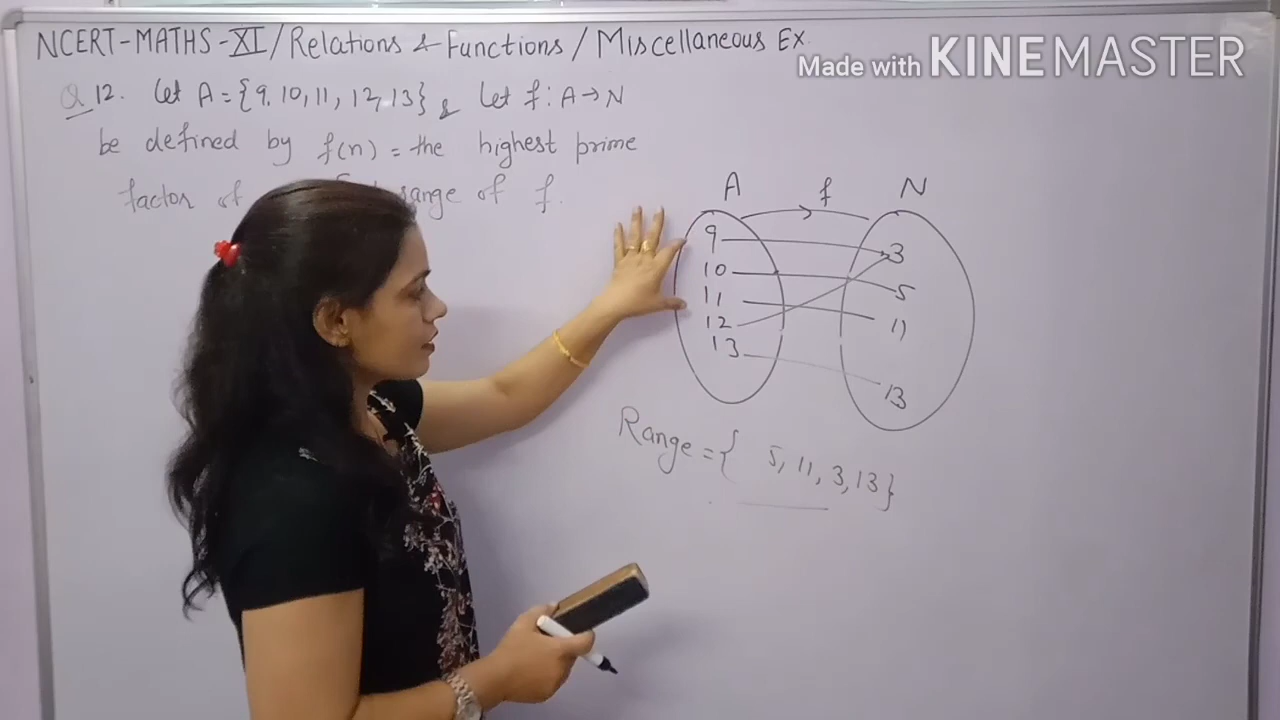 NCERT-MATHS-XI/Relations & Functions/Miscellaneous Ex.
Made with KINEMASTER
Q 12. Let A = {9, 10, 11, 12, 13} & Let f: A→N
be defined by f(n) = the highest prime
factor of range of f.
A f N
9 3
10 5
11 11
12
13 13
Range = { 5, 11, 3, 13}